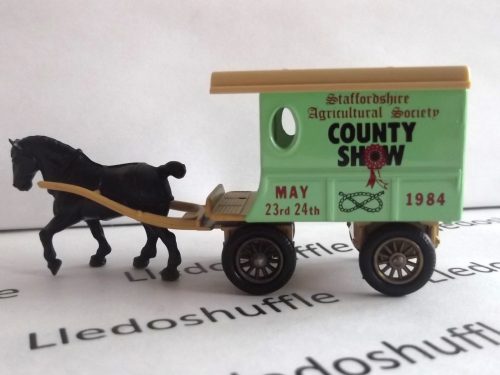 Staffordshire
Agricultural Society
COUNTY
SHOW
MAY
23rd 24th
1984
Lledoshuffle
Lledoshuffle